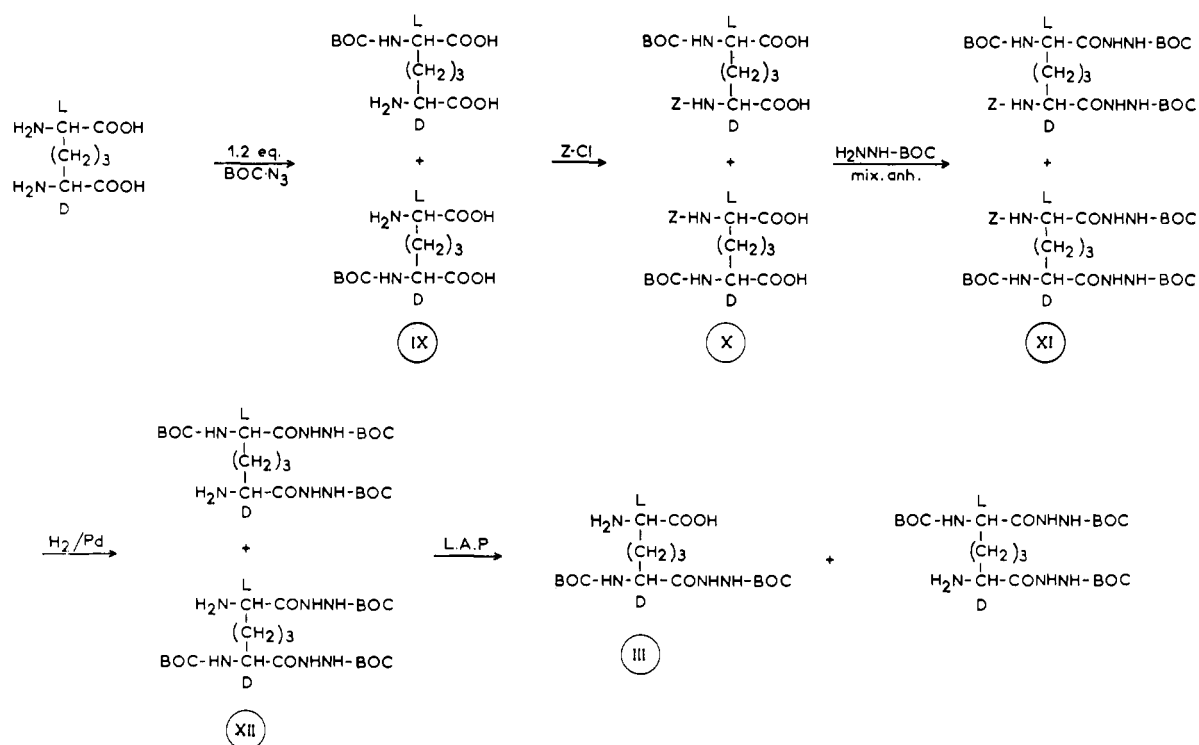 L
H2N-CH-COOH
(CH2)3
H2N-CH-COOH
D
1.2 eq.
BOC·N3
L
BOC-HN-CH-COOH
(CH2)3
H2N-CH-COOH
D
+
L
H2N-CH-COOH
(CH2)3
BOC-HN-CH-COOH
D
IX
Z-Cl
L
BOC-HN-CH-COOH
(CH2)3
Z-HN-CH-COOH
D
+
L
Z-HN-CH-COOH
(CH2)3
BOC-HN-CH-COOH
D
X
H2NNH-BOC
mix. anh.
L
BOC-HN-CH-CONHNH-BOC
(CH2)3
Z-HN-CH-CONHNH-BOC
D
+
L
Z-HN-CH-CONHNH-BOC
(CH2)3
BOC-HN-CH-CONHNH-BOC
D
XI
H2/Pd
L
BOC-HN-CH-CONHNH-BOC
(CH2)3
H2N-CH-CONHNH-BOC
D
+
L
H2N-CH-CONHNH-BOC
(CH2)3
BOC-HN-CH-CONHNH-BOC
D
XII
L.A.P
L
H2N-CH-COOH
(CH2)3
BOC-HN-CH-CONHNH-BOC
D
III
+
L
BOC-HN-CH-CONHNH-BOC
(CH2)3
H2N-CH-CONHNH-BOC
D